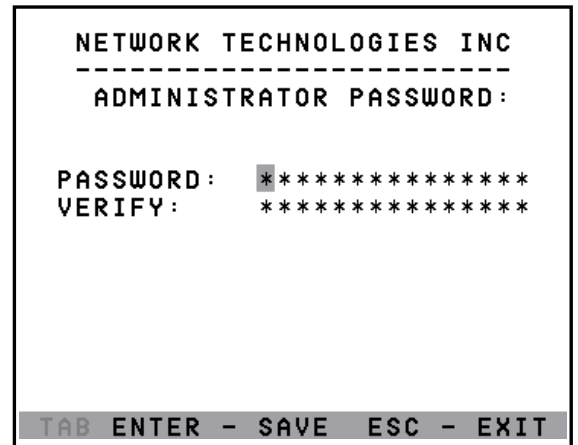 NETWORK TECHNOLOGIES INC
------------------------
ADMINISTRATOR PASSWORD:
PASSWORD: ***************
VERIFY: ***************
TAB ENTER - SAVE ESC - EXIT